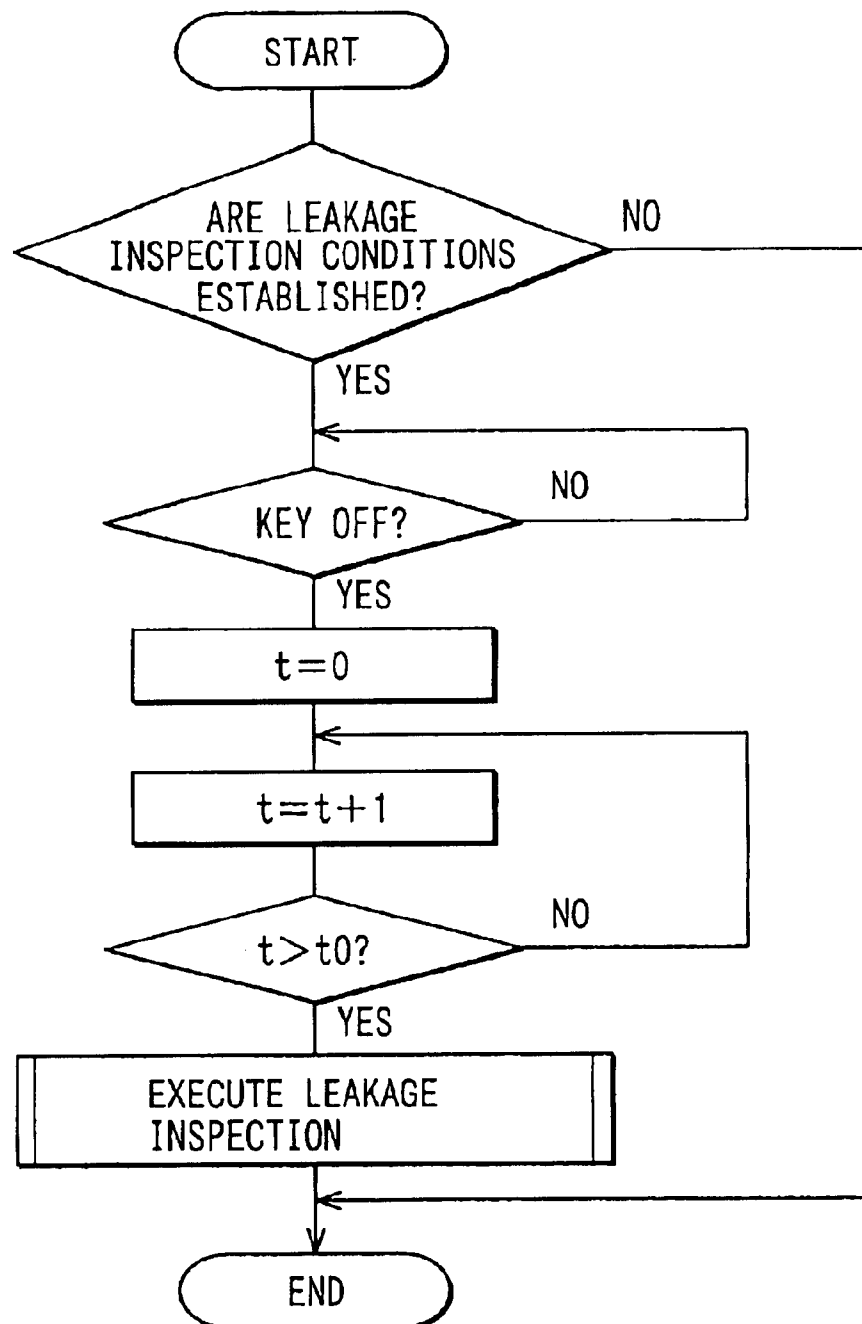 START
ARE LEAKAGE
INSPECTION CONDITIONS
ESTABLISHED?
NO
YES
KEY OFF?
NO
YES
t=0
t=t+1
t>t0?
NO
YES
EXECUTE LEAKAGE
INSPECTION
END